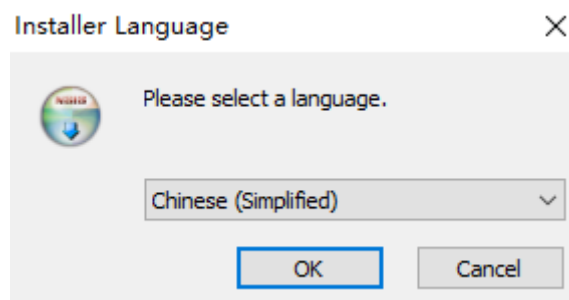 Installer Language
Please select a language.
Chinese (Simplified)
OK
Cancel